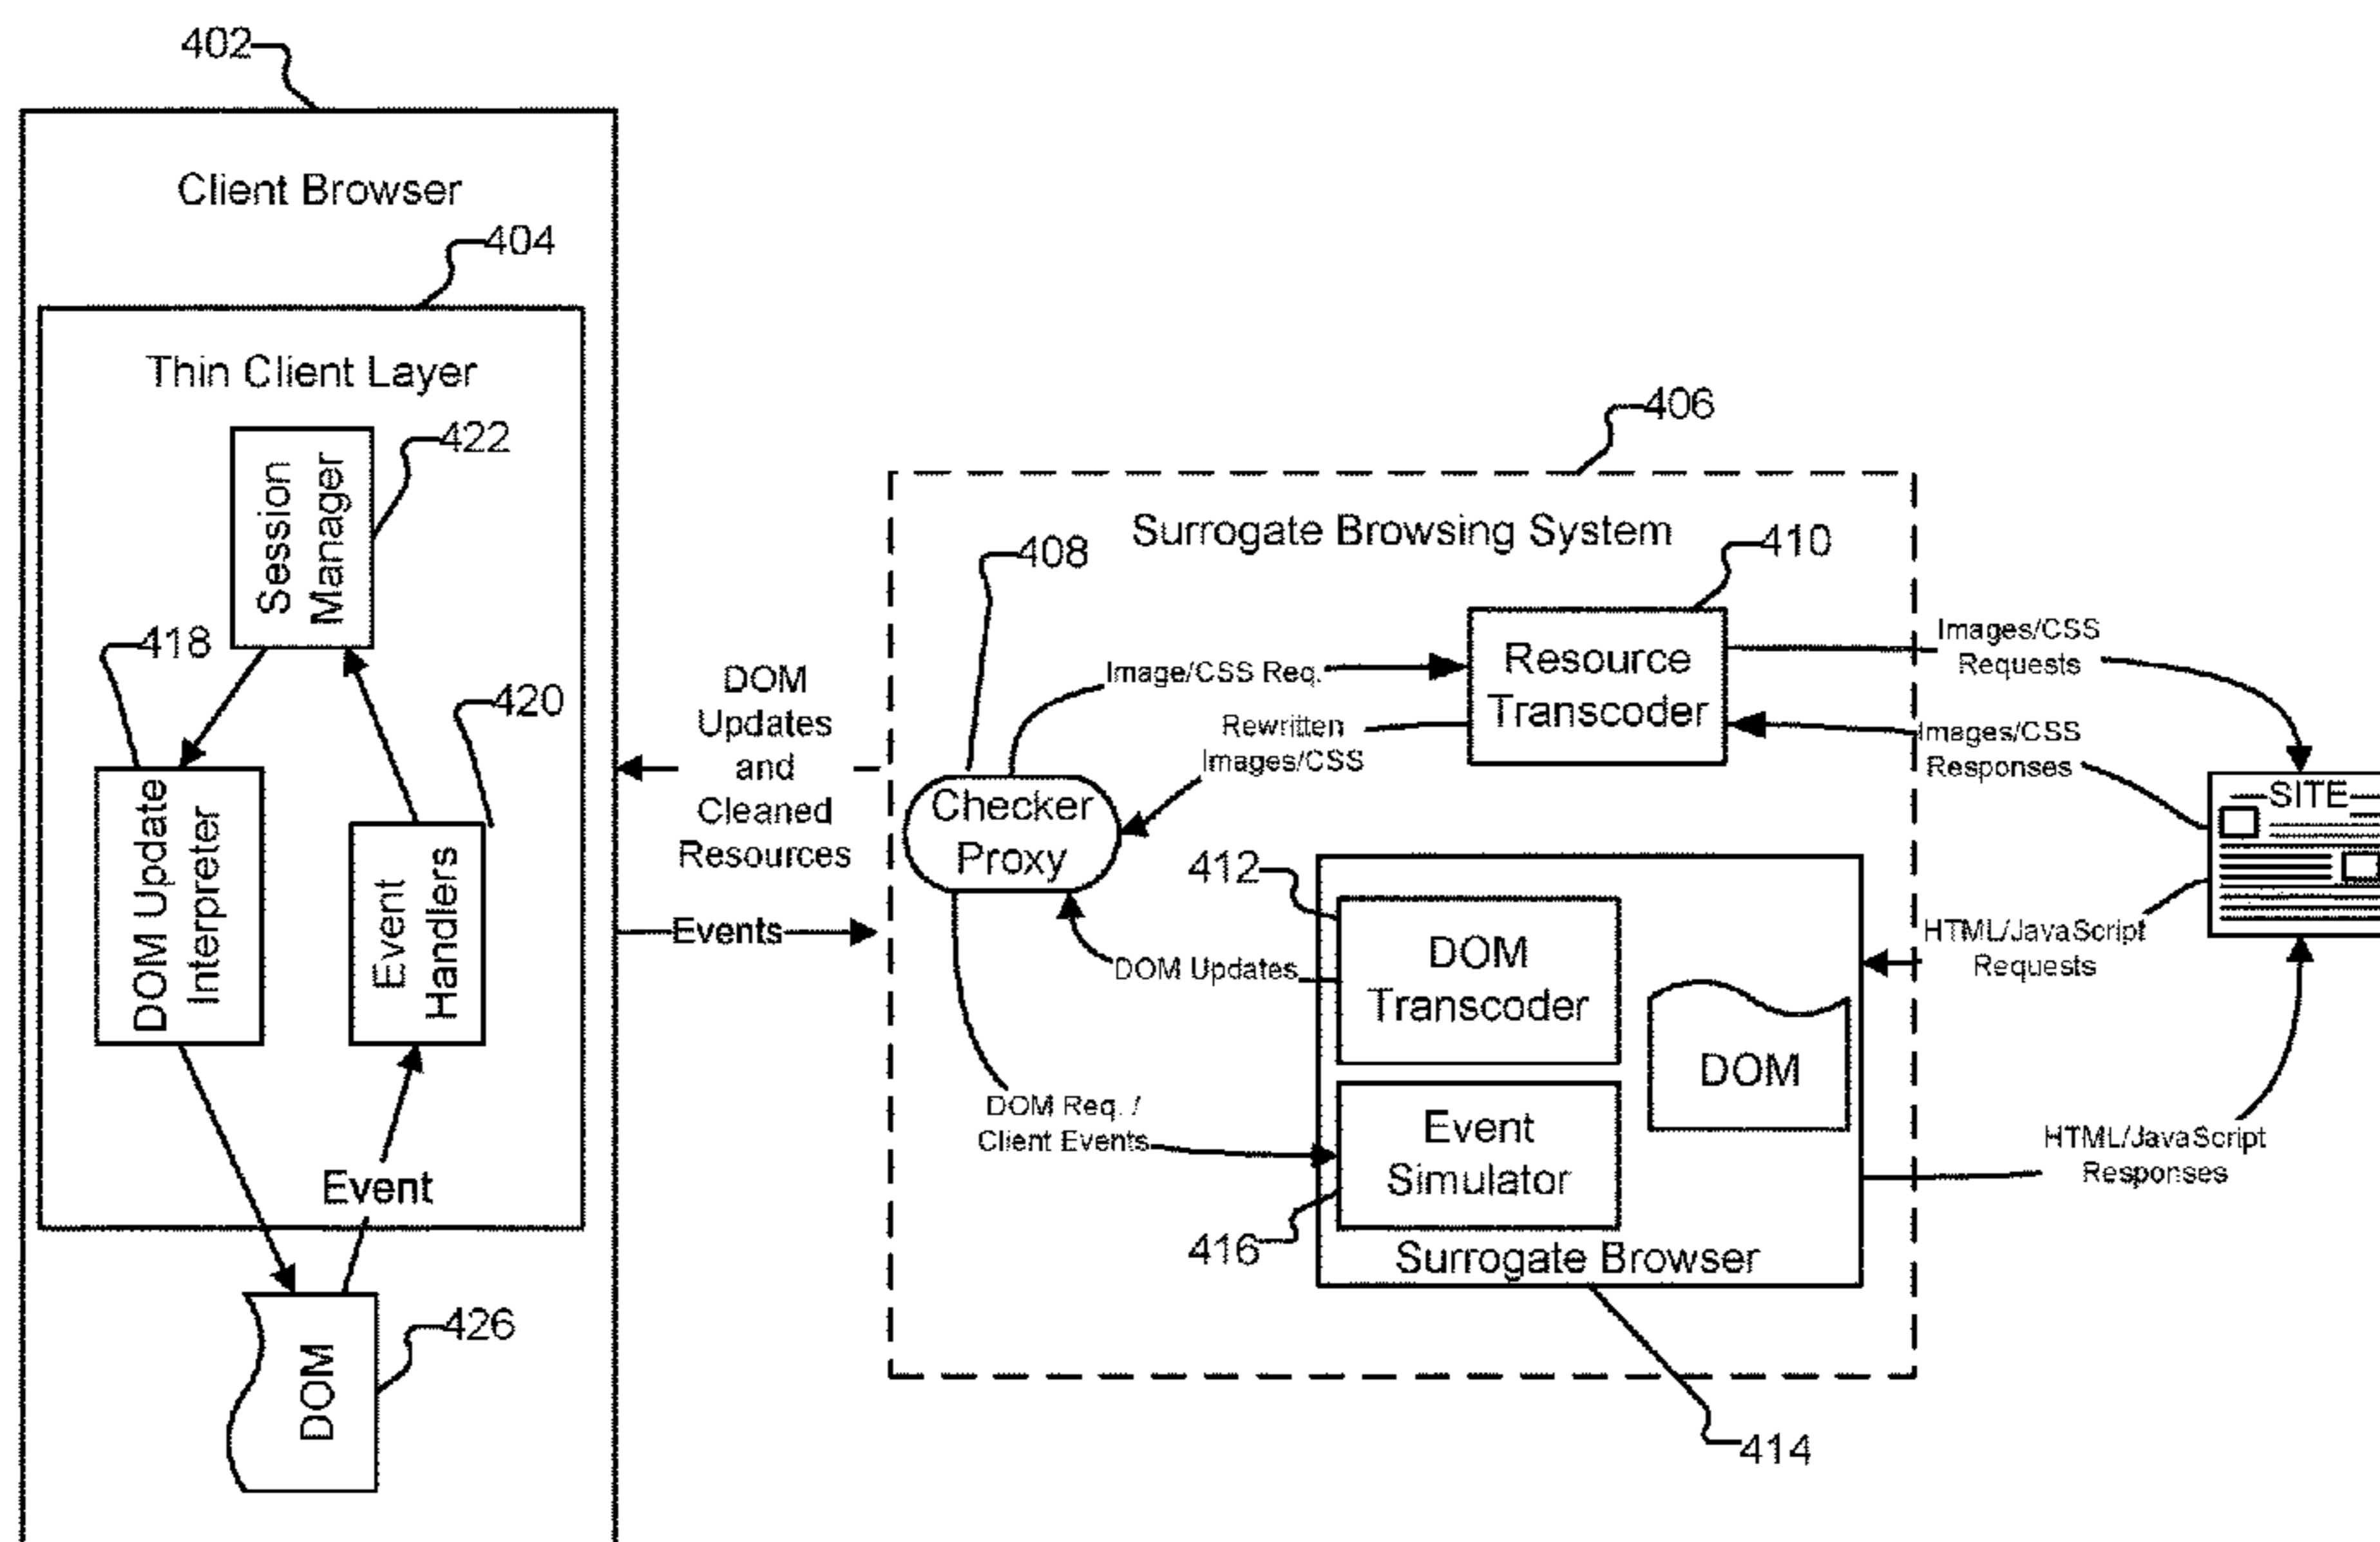 402
Client Browser
404
Thin Client Layer
422
Session
Manager
418
420
DOM Update
Interpreter
Event
Handlers
Event
426
DOM
DOM
Updates
and
Cleaned
Resources
Events
406
Surrogate Browsing System
408
410
Image/CSS Req.
Resource
Transcoder
Rewritten
Images/CSS
Checker
Proxy
412
DOM
Transcoder
DOM Updates
DOM
DOM Req. /
Client Events
Event
Simulator
416
Surrogate Browser
414
Images/CSS
Requests
Images/CSS
Responses
SITE
HTML/JavaScript
Requests
HTML/JavaScript
Responses